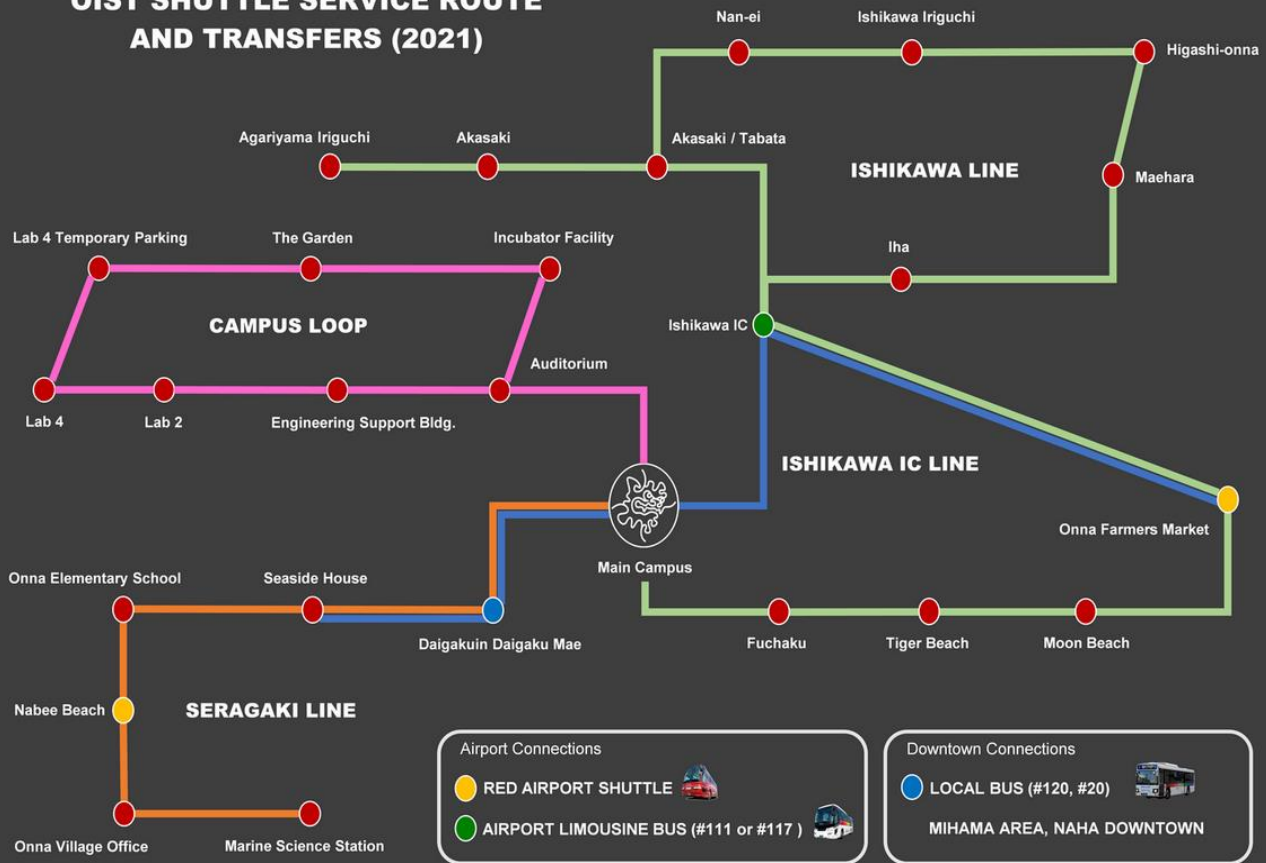 OIST SHUTTLE SERVICE ROUTE
AND TRANSFERS (2021)
Nan-ei
Ishikawa Iriguchi
Higashi-onna
Agariyama Iriguchi
Akasaki
Akasaki / Tabata
ISHIKAWA LINE
Maehara
Lab 4 Temporary Parking
The Garden
Incubator Facility
Iha
CAMPUS LOOP
Ishikawa IC
Auditorium
Lab 4
Lab 2
Engineering Support Bldg.
ISHIKAWA IC LINE
Onna Farmers Market
Main Campus
Onna Elementary School
Seaside House
Daigakuin Daigaku Mae
Fuchaku
Tiger Beach
Moon Beach
Nabee Beach
SERAGAKI LINE
Onna Village Office
Marine Science Station
Airport Connections
RED AIRPORT SHUTTLE
AIRPORT LIMOUSINE BUS (#111 or #117 )
Downtown Connections
LOCAL BUS (#120, #20)
MIHAMA AREA, NAHA DOWNTOWN